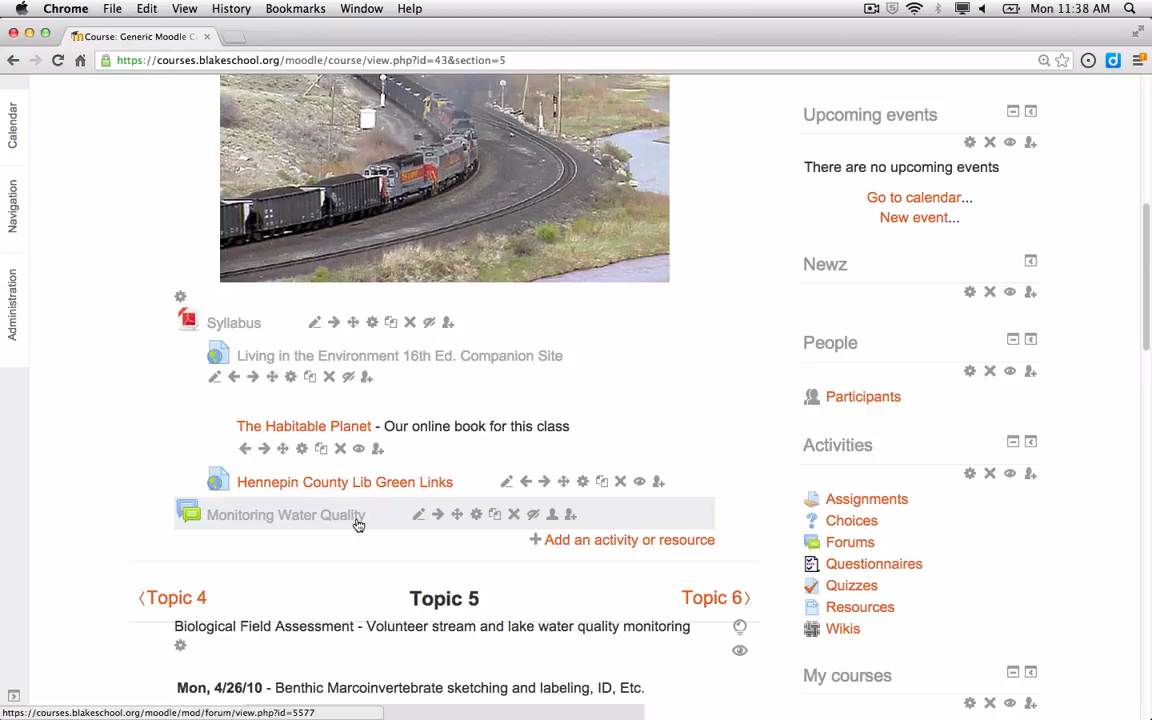 Chrome File Edit View History Bookmarks Window Help Mon 11:38 AM
Course: Generic Moodle C
https://courses.blakeschool.org/moodle/course/view.php?id=43&section=5
Calendar
Navigation
Administration
Syllabus
Living in the Environment 16th Ed. Companion Site
The Habitable Planet - Our online book for this class
Hennepin County Lib Green Links
Monitoring Water Quality
Add an activity or resource
Topic 4 Topic 5 Topic 6
Biological Field Assessment - Volunteer stream and lake water quality monitoring
Mon, 4/26/10 - Benthic Marcoinvertebrate sketching and labeling, ID, Etc.
Upcoming events
There are no upcoming events
Go to calendar...
New event...
Newz
People
Participants
Activities
Assignments
Choices
Forums
Questionnaires
Quizzes
Resources
Wikis
My courses
https://courses.blakeschool.org/moodle/mod/forum/view.php?id=5577